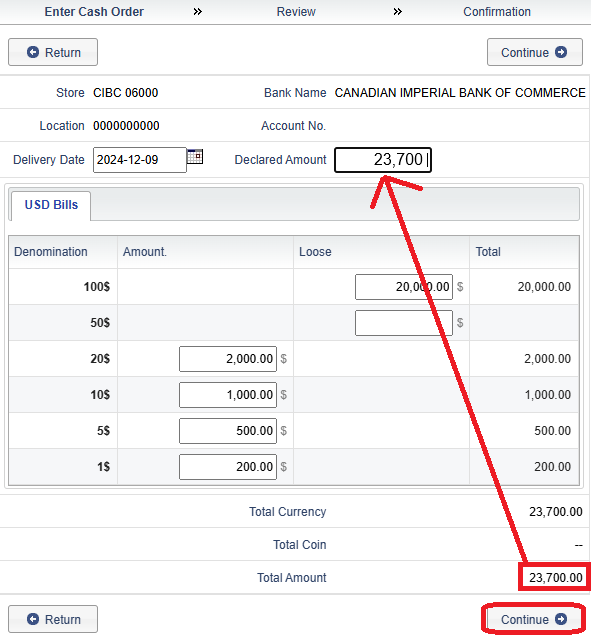 Enter Cash Order » Review » Confirmation
Return Continue
Store CIBC 06000 Bank Name CANADIAN IMPERIAL BANK OF COMMERCE
Location 0000000000 Account No.
Delivery Date 2024-12-09 Declared Amount 23,700
USD Bills
Denomination Amount. Loose Total
100$ 20,000.00 $ 20,000.00
50$ $
20$ 2,000.00 $ 2,000.00
10$ 1,000.00 $ 1,000.00
5$ 500.00 $ 500.00
1$ 200.00 $ 200.00
Total Currency 23,700.00
Total Coin --
Total Amount 23,700.00
Return Continue